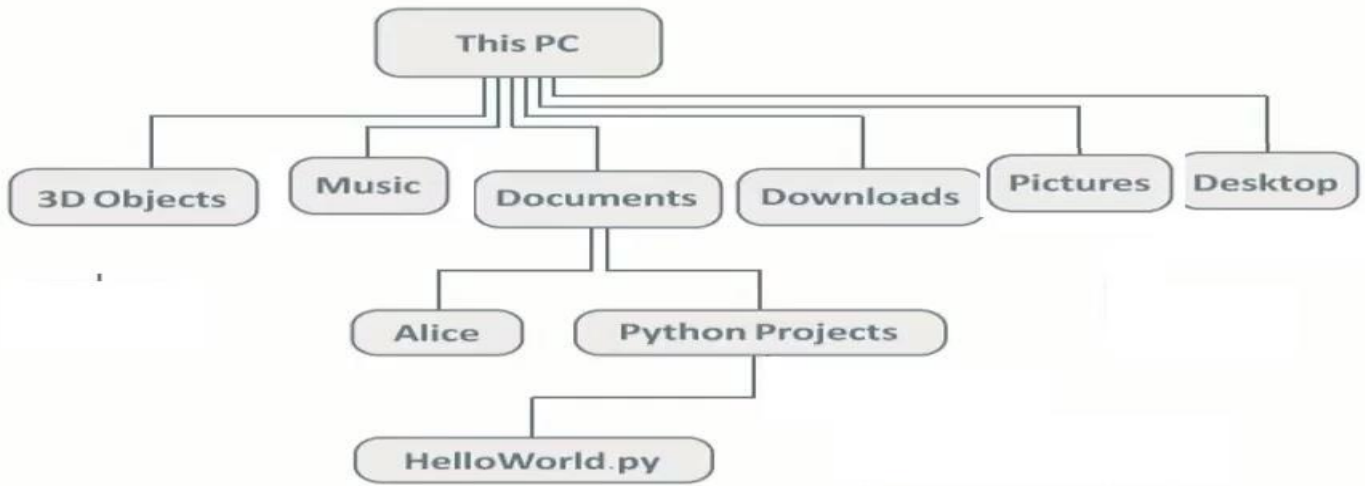 This PC
3D Objects
Music
Documents
Downloads
Pictures
Desktop
Alice
Python Projects
HelloWorld.py